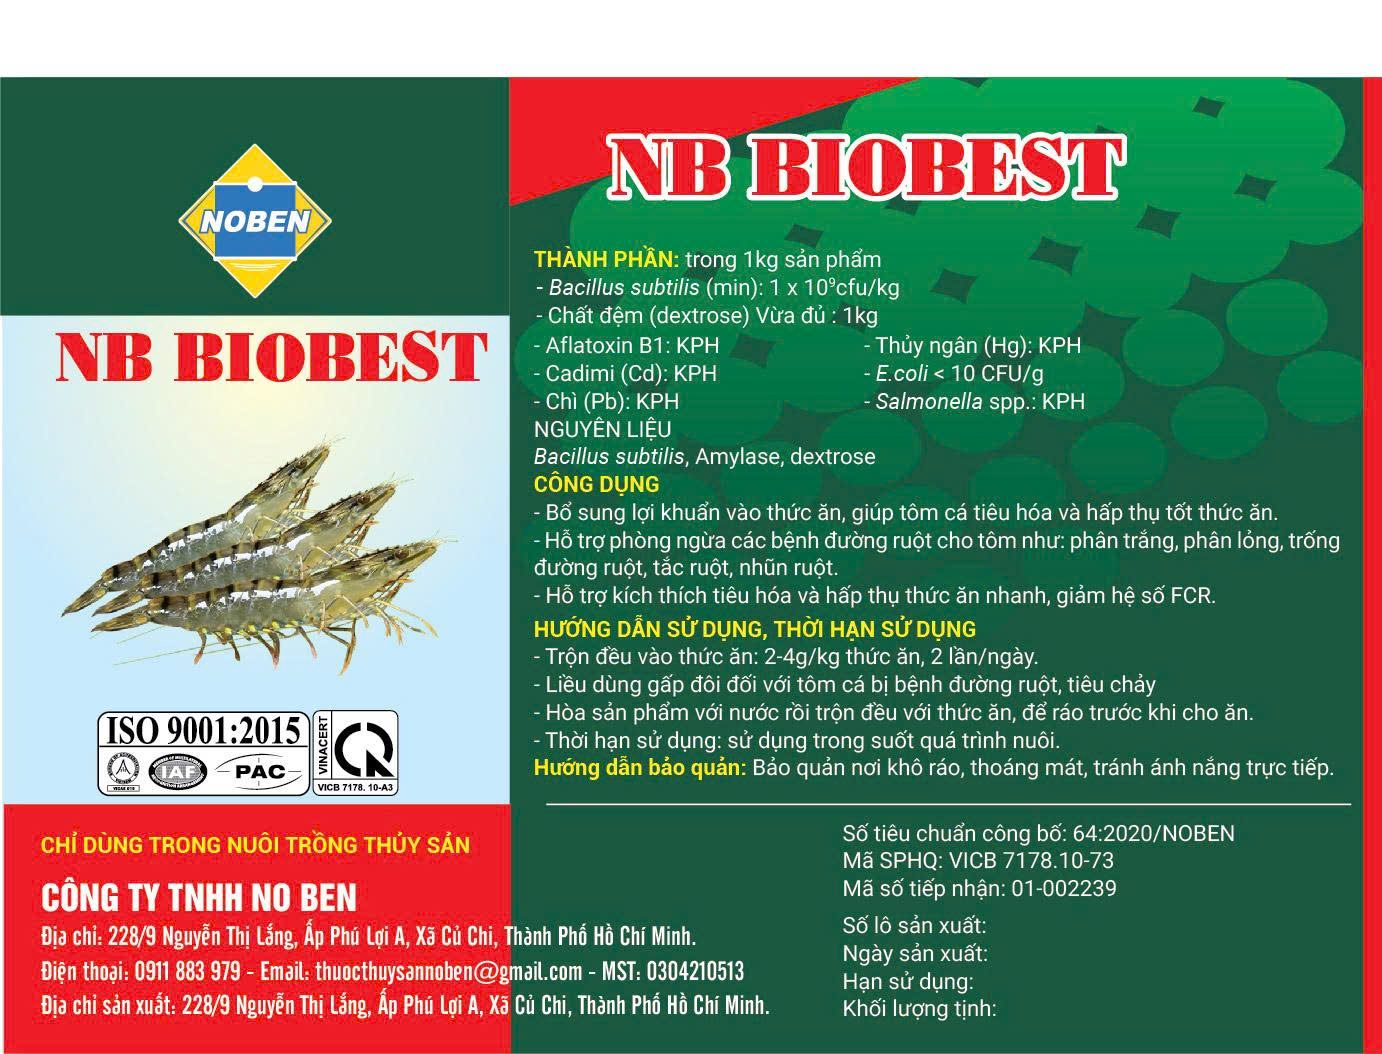 NOBEN
NB BIOBEST
ISO 9001:2015
IAF
PAC
VINACERT
VICB 7178. 10-A3
CHỈ DÙNG TRONG NUÔI TRỒNG THỦY SẢN
CÔNG TY TNHH NO BEN
Địa chỉ: 228/9 Nguyễn Thị Lắng, Ấp Phú Lợi A, Xã Củ Chi, Thành Phố Hồ Chí Minh.
Điện thoại: 0911 883 979 - Email: thuocthuysannoben@gmail.com - MST: 0304210513
Địa chỉ sản xuất: 228/9 Nguyễn Thị Lắng, Ấp Phú Lợi A, Xã Củ Chi, Thành Phố Hồ Chí Minh.
NB BIOBEST
THÀNH PHẦN: trong 1kg sản phẩm
- Bacillus subtilis (min): 1 x 10⁹cfu/kg
- Chất đệm (dextrose) Vừa đủ : 1kg
- Aflatoxin B1: KPH - Thủy ngân (Hg): KPH
- Cadimi (Cd): KPH - E.coli < 10 CFU/g
- Chì (Pb): KPH - Salmonella spp.: KPH
NGUYÊN LIỆU
Bacillus subtilis, Amylase, dextrose
CÔNG DỤNG
- Bổ sung lợi khuẩn vào thức ăn, giúp tôm cá tiêu hóa và hấp thụ tốt thức ăn.
- Hỗ trợ phòng ngừa các bệnh đường ruột cho tôm như: phân trắng, phân lỏng, trống
đường ruột, tắc ruột, nhũn ruột.
- Hỗ trợ kích thích tiêu hóa và hấp thụ thức ăn nhanh, giảm hệ số FCR.
HƯỚNG DẪN SỬ DỤNG, THỜI HẠN SỬ DỤNG
- Trộn đều vào thức ăn: 2-4g/kg thức ăn, 2 lần/ngày.
- Liều dùng gấp đôi đối với tôm cá bị bệnh đường ruột, tiêu chảy
- Hòa sản phẩm với nước rồi trộn đều với thức ăn, để ráo trước khi cho ăn.
- Thời hạn sử dụng: sử dụng trong suốt quá trình nuôi.
Hướng dẫn bảo quản: Bảo quản nơi khô ráo, thoáng mát, tránh ánh nắng trực tiếp.
Số tiêu chuẩn công bố: 64:2020/NOBEN
Mã SPHQ: VICB 7178.10-73
Mã số tiếp nhận: 01-002239
Số lô sản xuất:
Ngày sản xuất:
Hạn sử dụng:
Khối lượng tịnh: